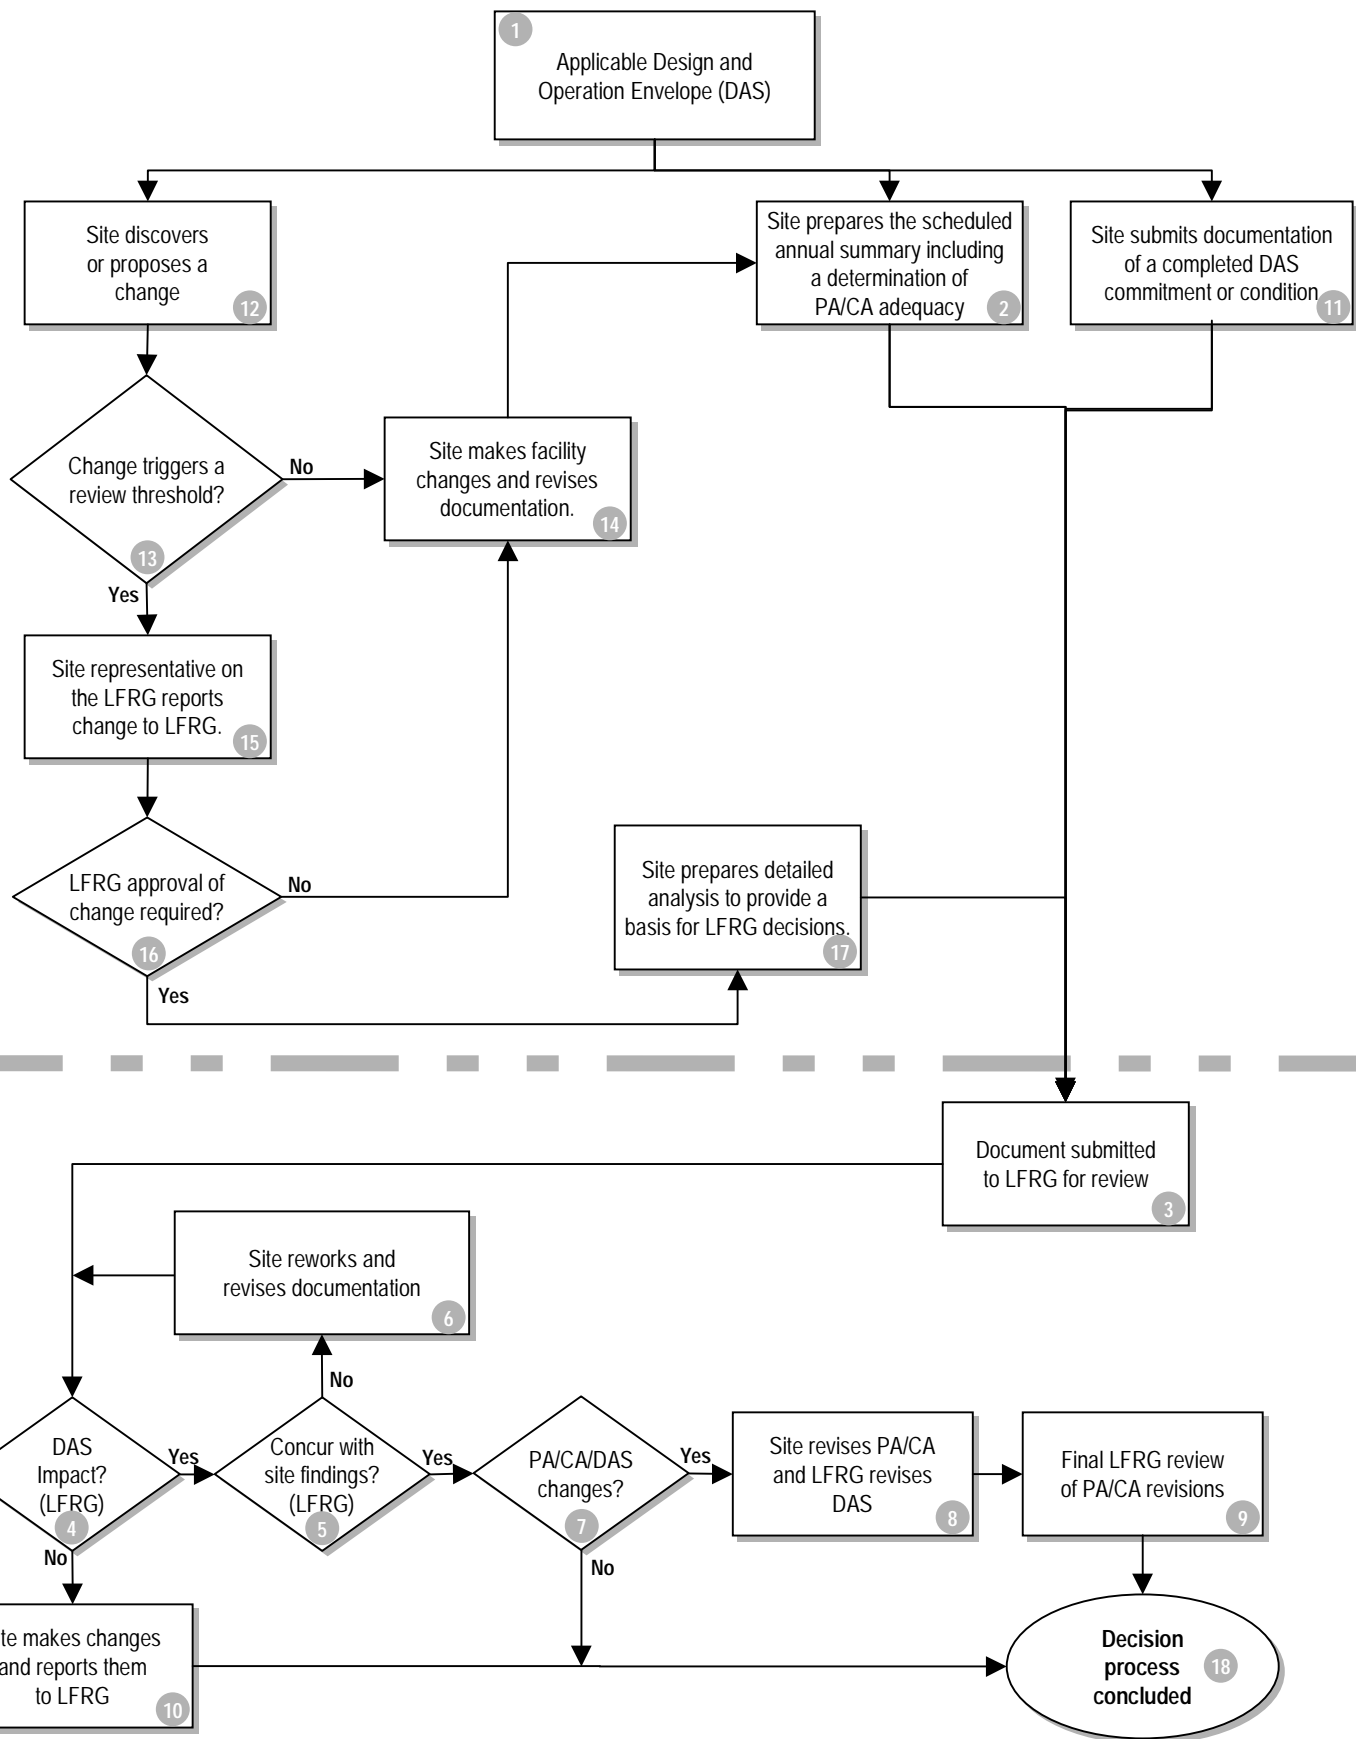 1
Applicable Design and
Operation Envelope (DAS)
Site discovers
or proposes a
change
12
Site prepares the scheduled
annual summary including
a determination of
PA/CA adequacy
2
Site submits documentation
of a completed DAS
commitment or condition
11
Change triggers a
review threshold?
13
No
Yes
Site makes facility
changes and revises
documentation.
14
Site representative on
the LFRG reports
change to LFRG.
15
LFRG approval of
change required?
16
No
Yes
Site prepares detailed
analysis to provide a
basis for LFRG decisions.
17
Document submitted
to LFRG for review
3
Site reworks and
revises documentation
6
No
DAS
Impact?
(LFRG)
4
Yes
No
Concur with
site findings?
(LFRG)
5
Yes
PA/CA/DAS
changes?
7
Yes
No
Site revises PA/CA
and LFRG revises
DAS
8
Final LFRG review
of PA/CA revisions
9
te makes changes
and reports them
to LFRG
10
Decision
process
concluded
18